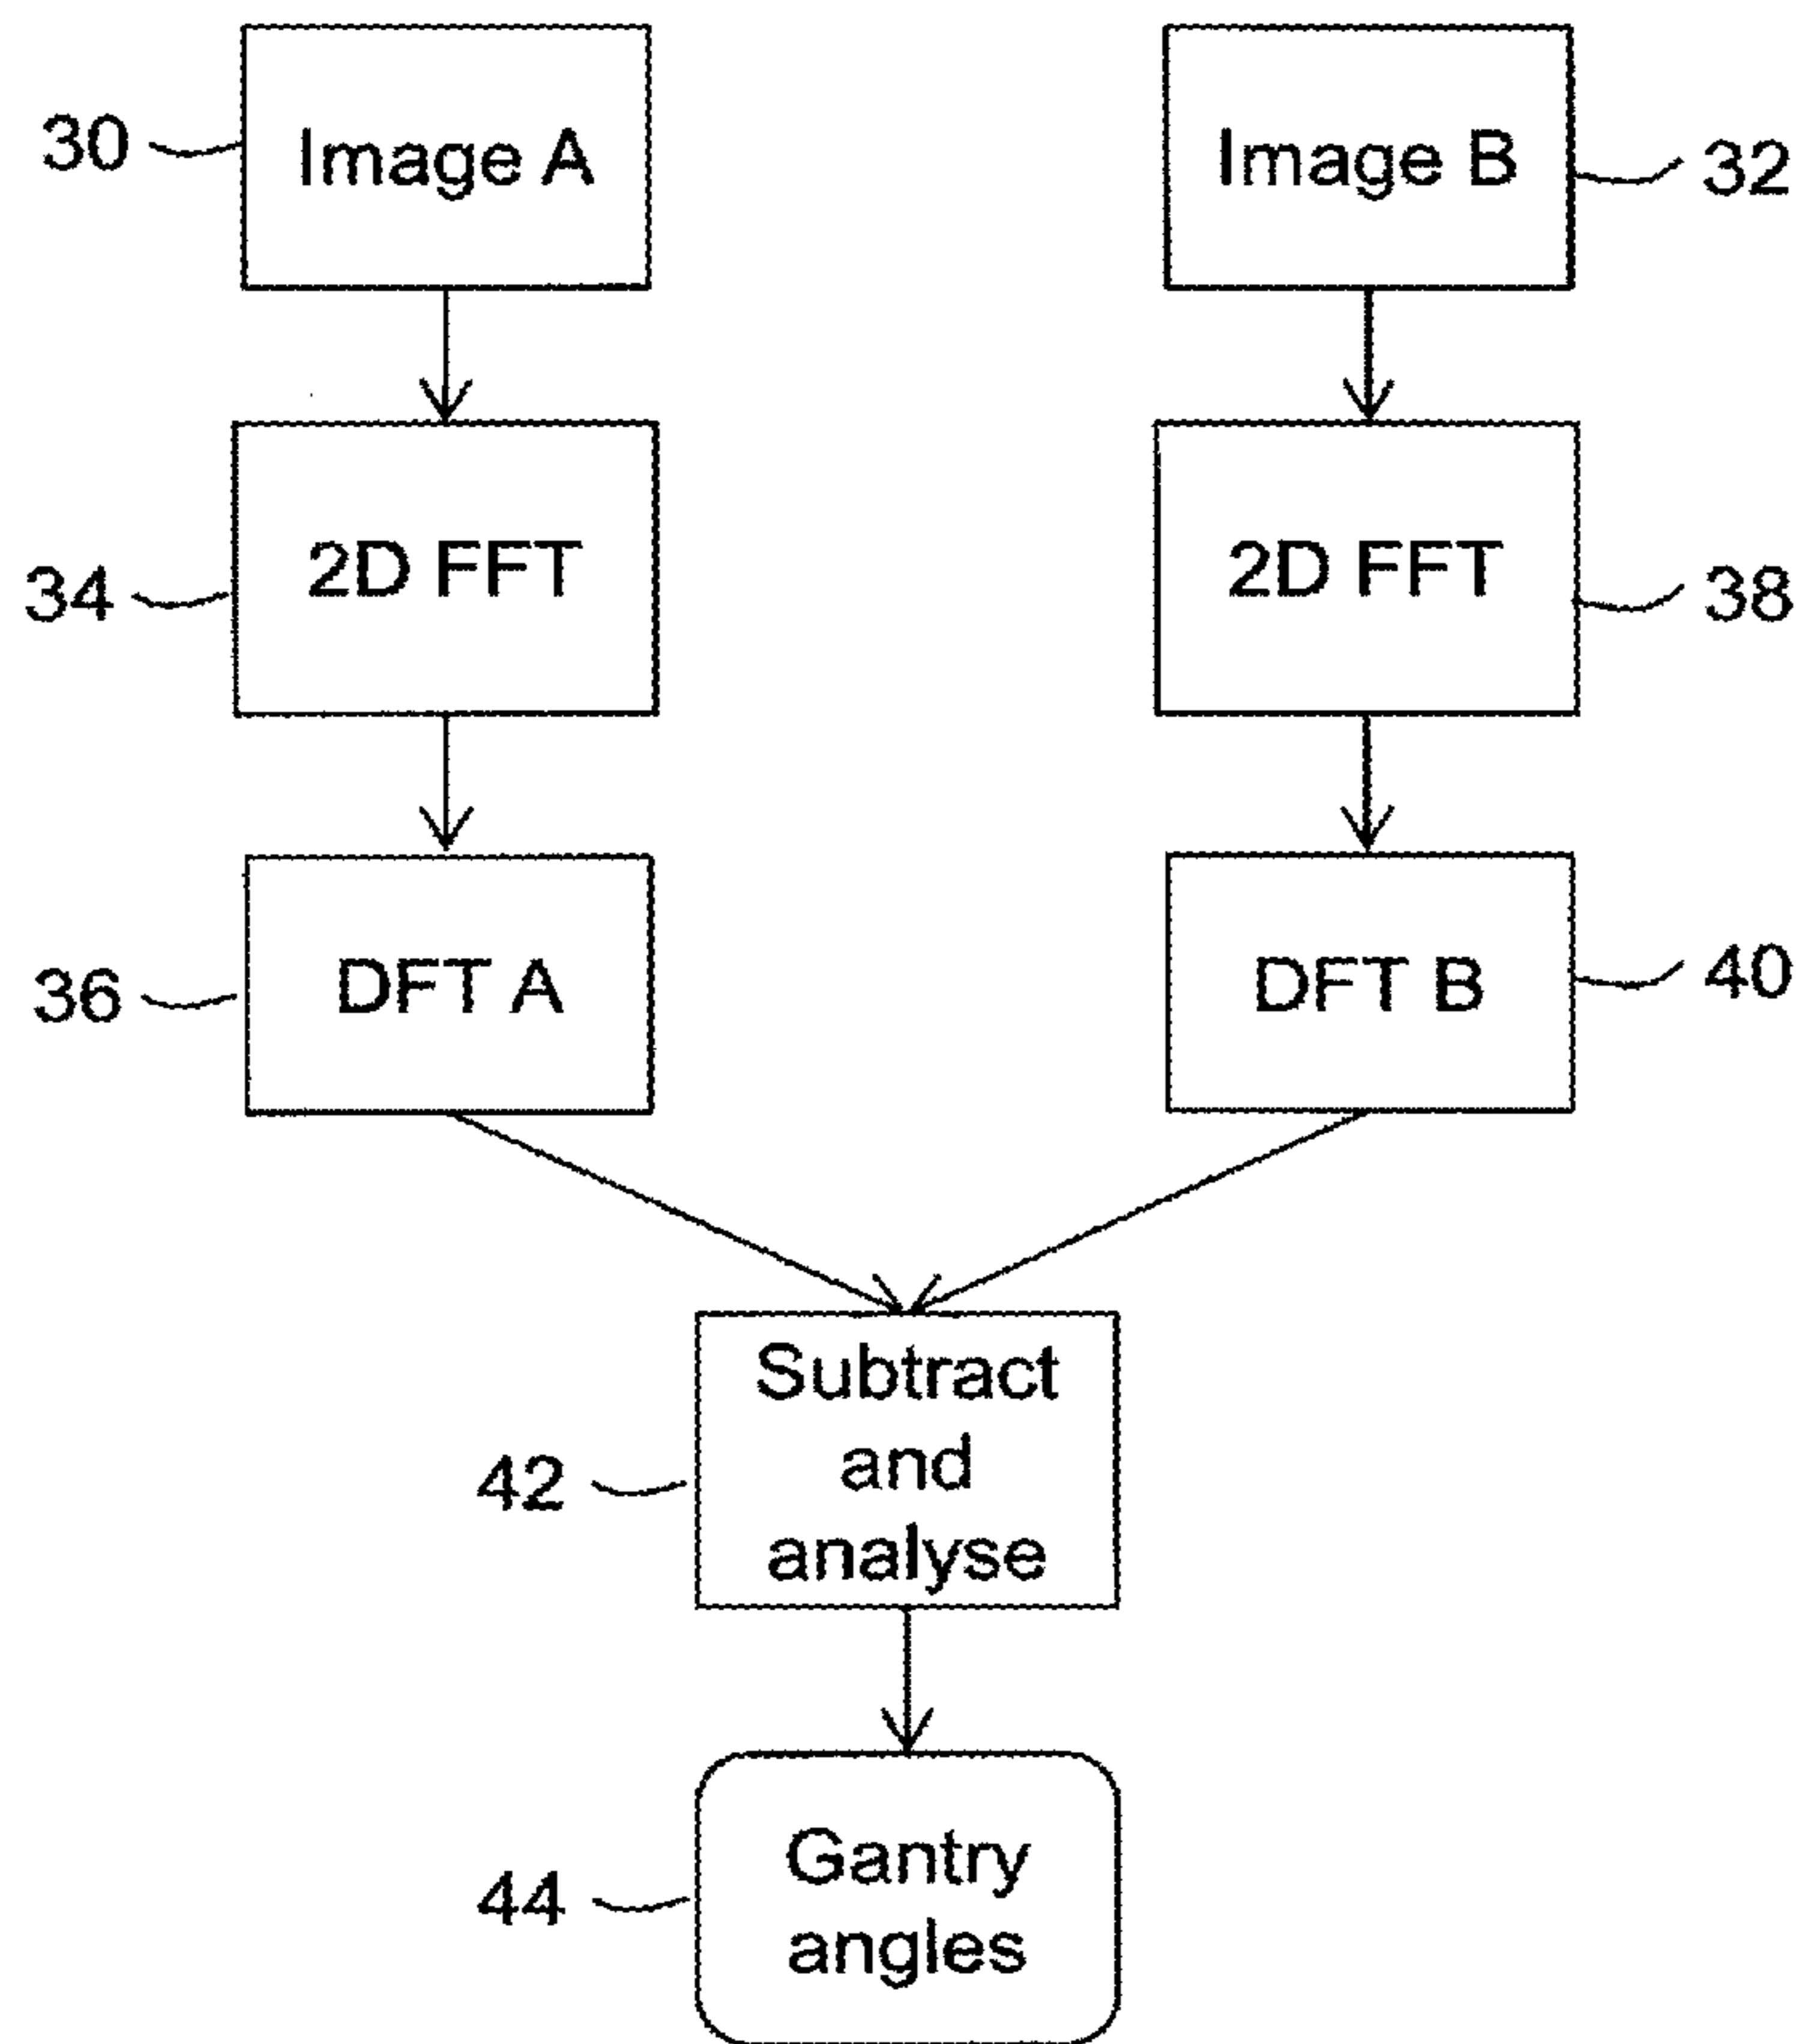 30
Image A
Image B
32
34
2D FFT
2D FFT
38
36
DFT A
DFT B
40
Subtract
and
analyse
42
Gantry
angles
44